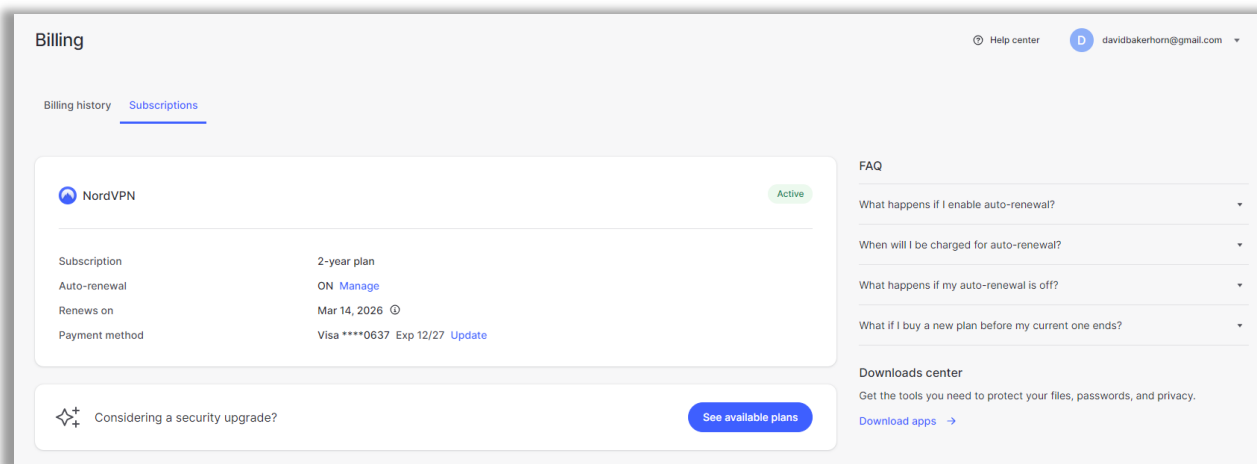 Billing
Help center
D
davidbakerhorn@gmail.com
Billing history
Subscriptions
NordVPN
Active
Subscription 2-year plan
Auto-renewal ON Manage
Renews on Mar 14, 2026
Payment method Visa ****0637 Exp 12/27 Update
Considering a security upgrade?
See available plans
FAQ
What happens if I enable auto-renewal?
When will I be charged for auto-renewal?
What happens if my auto-renewal is off?
What if I buy a new plan before my current one ends?
Downloads center
Get the tools you need to protect your files, passwords, and privacy.
Download apps →